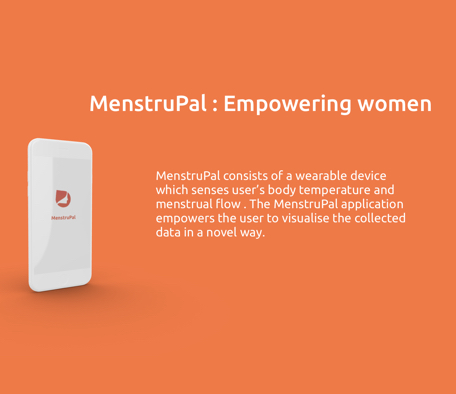 MenstruPal : Empowering women
MenstruPal consists of a wearable device
which senses user's body temperature and
menstrual flow . The MenstruPal application
empowers the user to visualise the collected
data in a novel way.
MenstruPal